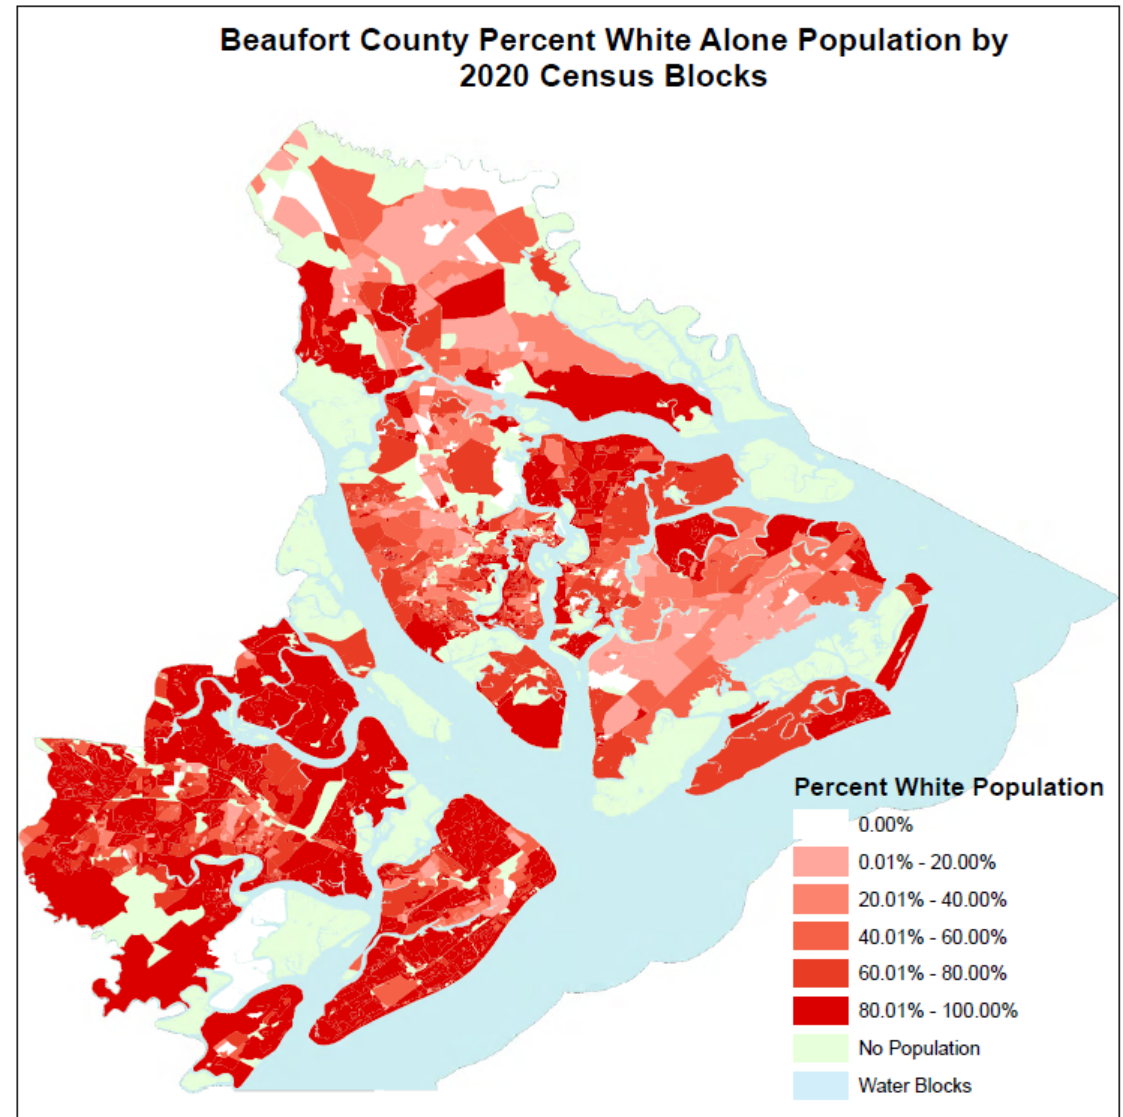 Beaufort County Percent White Alone Population by
2020 Census Blocks
Percent White Population
0.00%
0.01% - 20.00%
20.01% - 40.00%
40.01% - 60.00%
60.01% - 80.00%
80.01% - 100.00%
No Population
Water Blocks